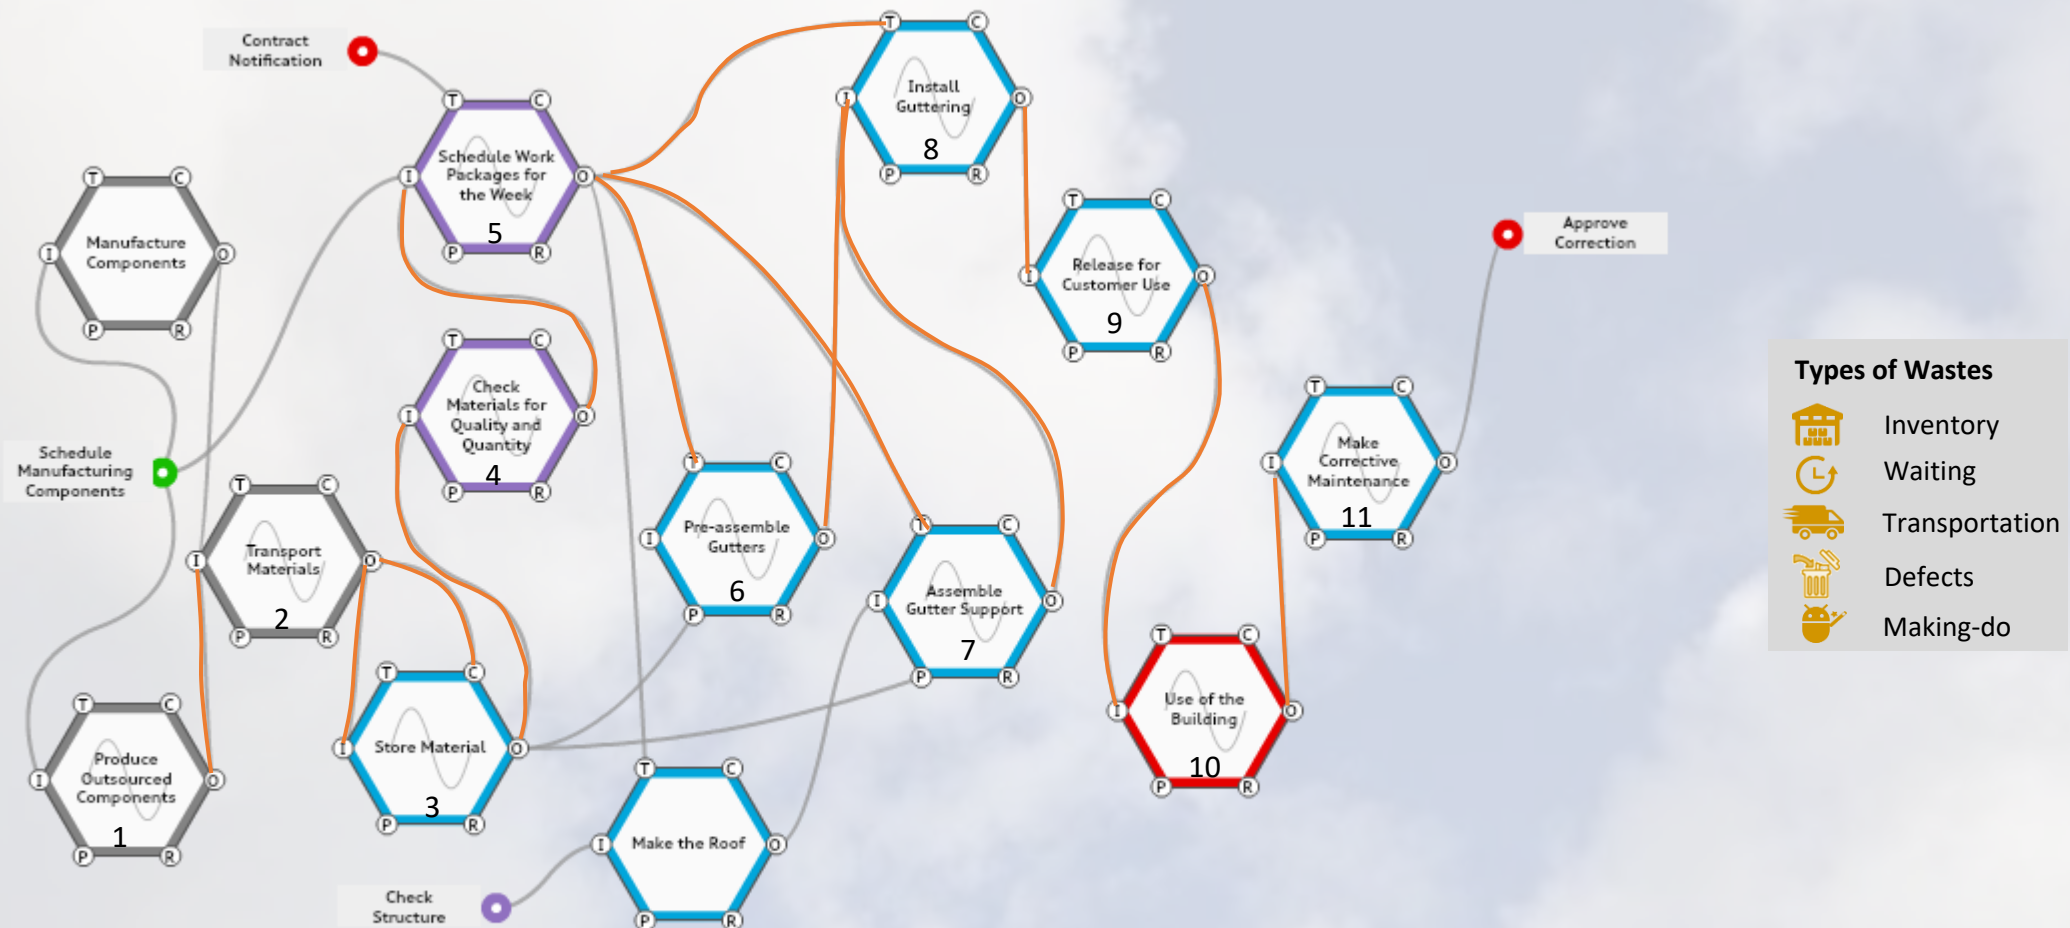 Contract
Notification
T C
Schedule Work
Packages for
the Week
I O
5
P R
T C
Install
Guttering
I O
8
P R
T C
Manufacture
Components
I O
P R
T C
Release for
Customer Use
I O
9
P R
Approve
Correction
T C
Check
Materials for
Quality and
Quantity
I O
4
P R
Schedule
Manufacturing
Components
T C
Transport
Materials
I O
2
P R
T C
Pre-assemble
Gutters
I O
6
P R
T C
Assemble
Gutter Support
I O
7
P R
T C
Make
Corrective
Maintenance
I O
11
P R
T C
Produce
Outsourced
Components
I O
1
P R
T C
Store Material
I O
3
P R
T C
Make the Roof
I O
P R
Check
Structure
T C
Use of the
Building
I O
10
P R
Types of Wastes
Inventory
Waiting
Transportation
Defects
Making-do